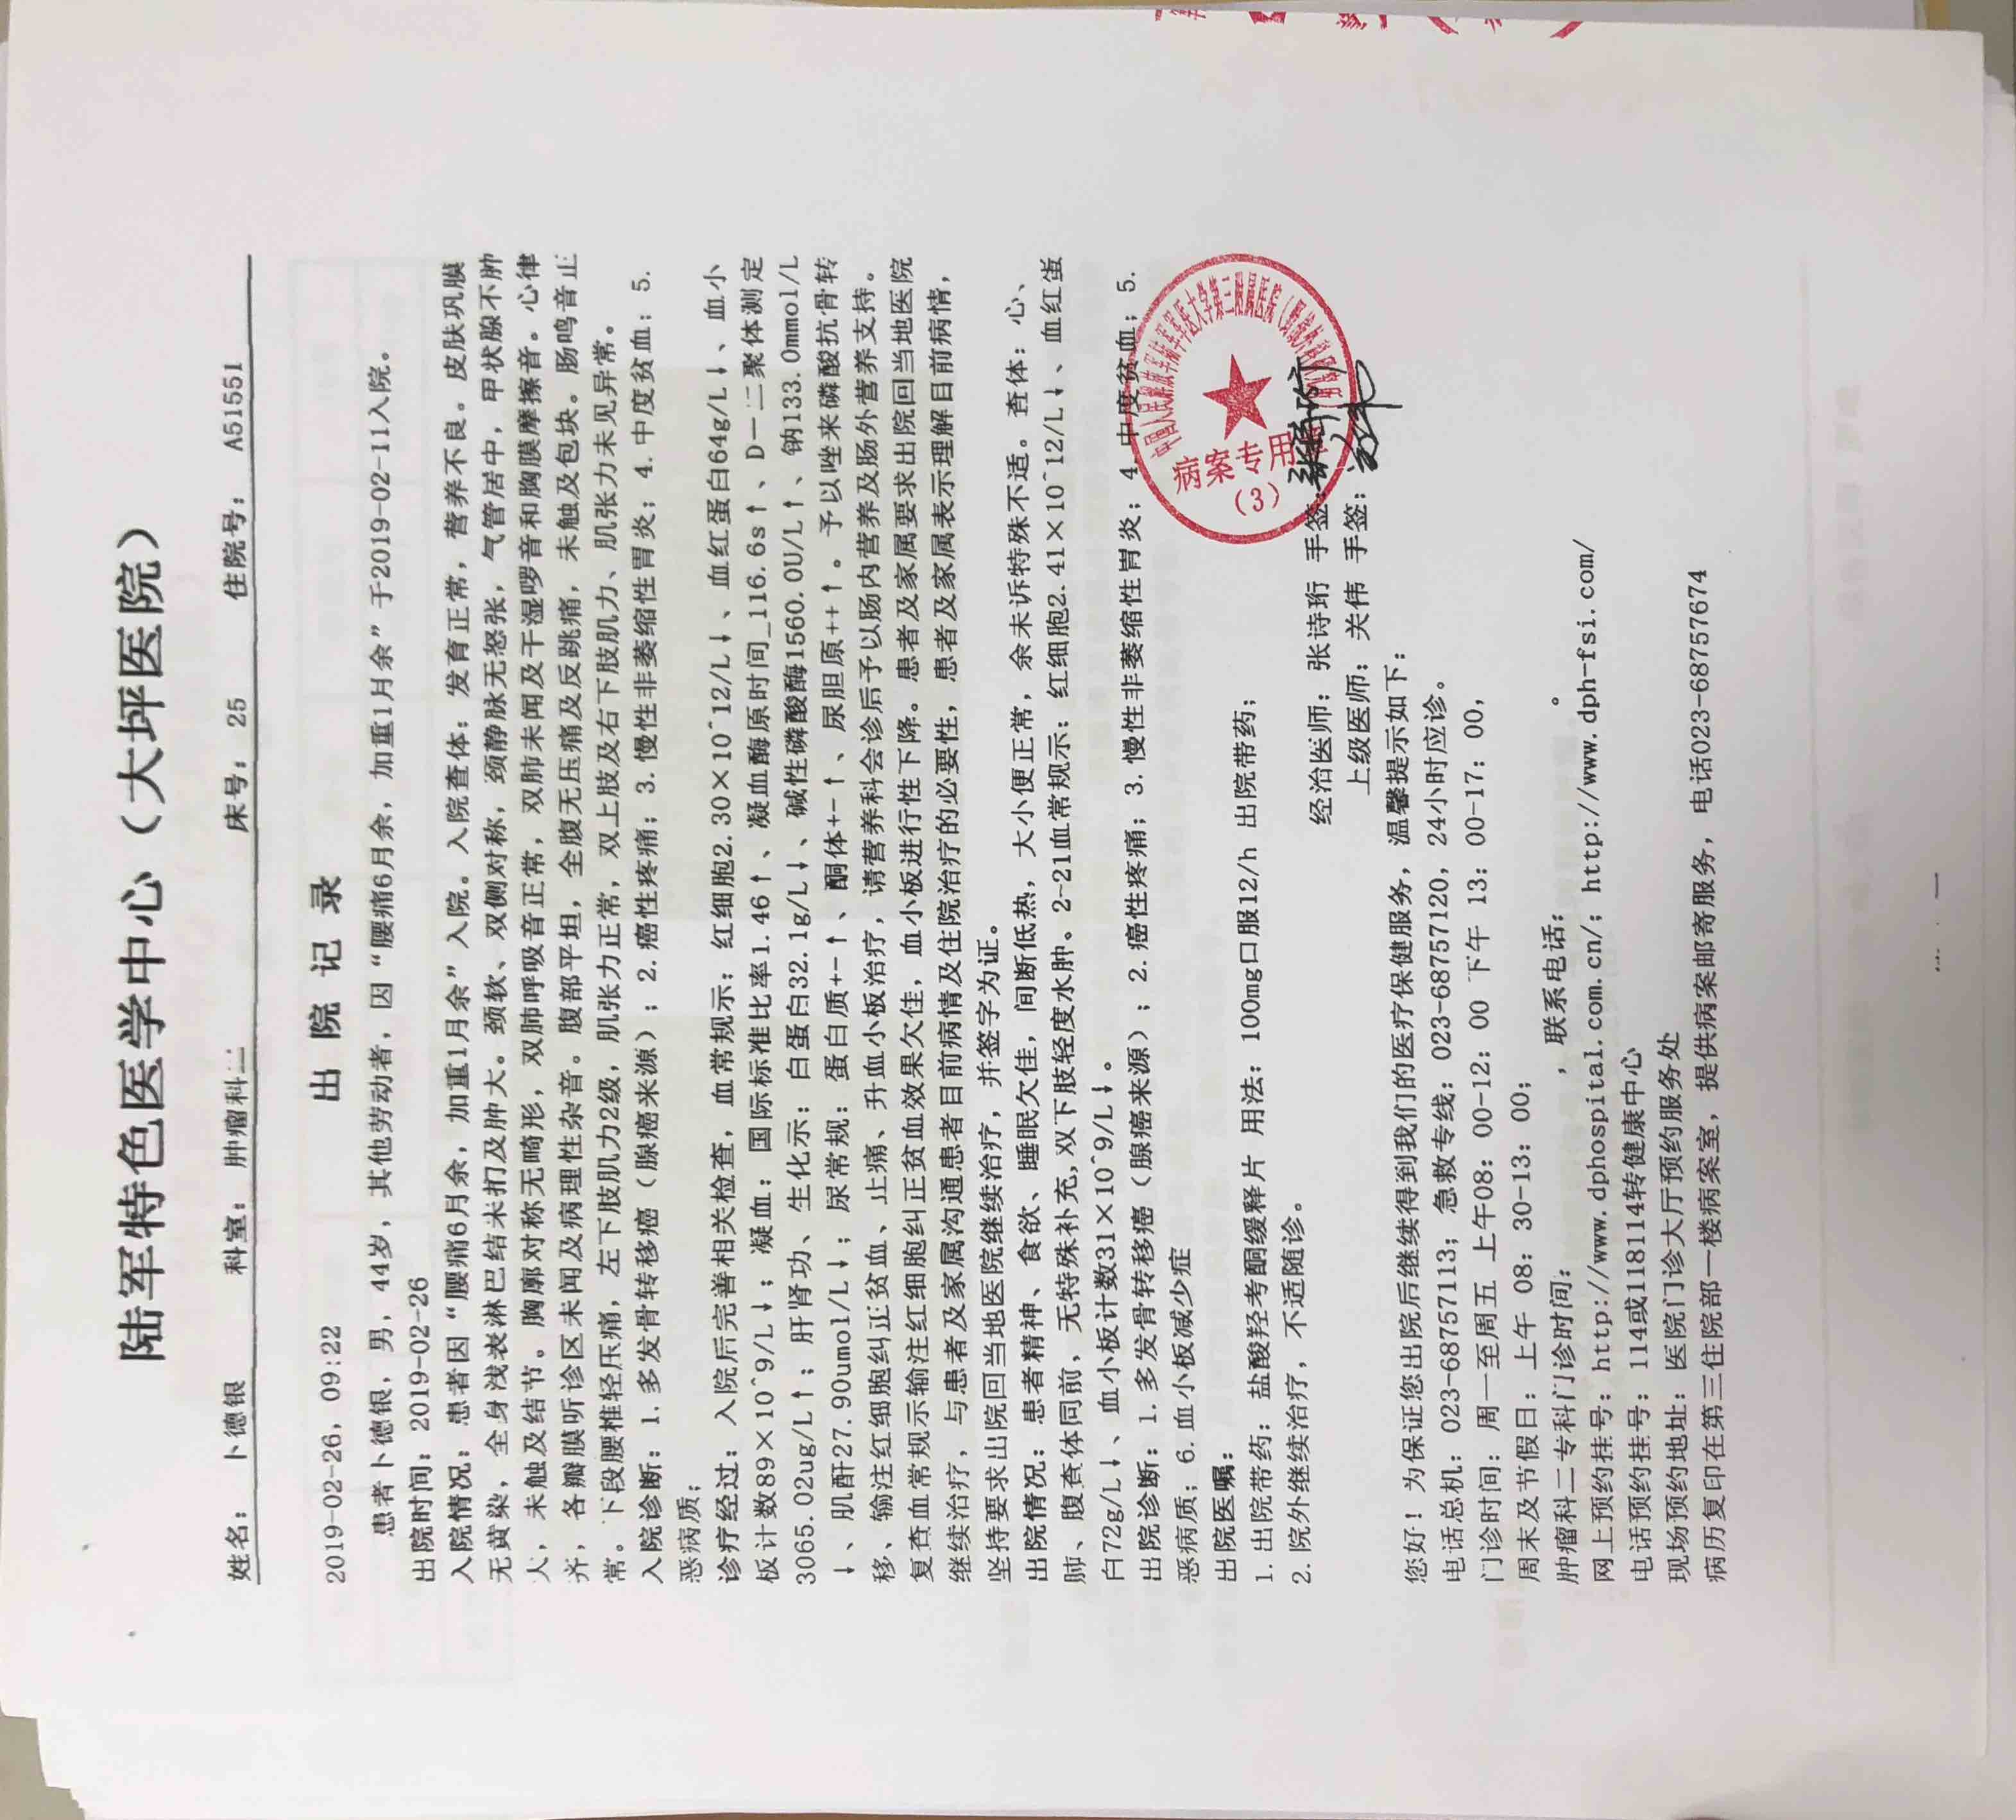 陆军特色医学中心（大坪医院）
姓名： 卜德银 科室： 肿瘤科二 床号： 25 住院号： A51551
2019-02-26，09:22 出 院 记 录
患者卜德银，男，44岁，其他劳动者，因“腰痛6月余，加重1月余”于2019-02-11入院。
出院时间：2019-02-26
入院情况：患者因“腰痛6月余，加重1月余”入院。入院查体：发育正常，营养不良。皮肤巩膜
无黄染，全身浅表淋巴结未扪及肿大。颈软、双侧对称，颈静脉无怒张，气管居中，甲状腺不肿
大，未触及结节。胸廓对称无畸形，双肺呼吸音正常，双肺未闻及干湿啰音和胸膜摩擦音。心律
齐，各瓣膜听诊区未闻及病理性杂音。腹部平坦，全腹无压痛及反跳痛，未触及包块。肠鸣音正
常。下段腰椎轻压痛，左下肢肌力2级，肌张力正常，双上肢及右下肢肌力、肌张力未见异常。
入院诊断：1.多发骨转移癌（腺癌来源）；2.癌性疼痛；3.慢性非萎缩性胃炎；4.中度贫血；5.
恶病质；
诊疗经过：入院后完善相关检查，血常规示：红细胞2.30×10^12/L↓、血红蛋白64g/L↓、血小
板计数89×10^9/L↓；凝血：国际标准比率1.46↑、凝血酶原时间_116.6s↑、D-二聚体测定
3065.02ug/L↑；肝肾功、生化示：白蛋白32.1g/L↓、碱性磷酸酶1560.0U/L↑、钠133.0mmol/L
↓、肌酐27.90umol/L↓；尿常规：蛋白质+-↑、酮体+-↑、尿胆原++↑。予以唑来磷酸抗骨转
移、输注红细胞纠正贫血、止痛、升血小板治疗，请营养科会诊后予以肠内营养及肠外营养支持。
复查血常规示输注红细胞纠正贫血效果欠佳，血小板进行性下降。患者及家属要求出院回当地医院
继续治疗，与患者及家属沟通患者目前病情及住院治疗的必要性，患者及家属表示理解目前病情，
坚持要求出院回当地医院继续治疗，并签字为证。
出院情况：患者精神、食欲、睡眠欠佳，间断低热，大小便正常，余未诉特殊不适。查体：心、
肺、腹查体同前，无特殊补充,双下肢轻度水肿。2-21血常规示：红细胞2.41×10^12/L↓、血红蛋
白72g/L↓、血小板计数31×10^9/L↓。
出院诊断：1.多发骨转移癌（腺癌来源）；2.癌性疼痛；3.慢性非萎缩性胃炎；4.中度贫血；5.
恶病质；6.血小板减少症
出院医嘱：
1.出院带药：盐酸羟考酮缓释片 用法：100mg口服12/h 出院带药；
2.院外继续治疗，不适随诊。
病案专用
（3）
经治医师：张诗珩 手签：
上级医师：关伟 手签：
您好！为保证您出院后继续得到我们的医疗保健服务，温馨提示如下：
电话总机：023-68757113；急救专线：023-68757120，24小时应诊。
门诊时间：周一至周五 上午08：00-12：00 下午 13：00-17：00，
周末及节假日：上午 08：30-13：00；
肿瘤科二专科门诊时间： ，联系电话： 。
网上预约挂号：http://www.dphospital.com.cn/；http://www.dph-fsi.com/
电话预约挂号：114或118114转健康中心
现场预约地址：医院门诊大厅预约服务处
病历复印在第三住院部一楼病案室，提供病案邮寄服务，电话023-68757674